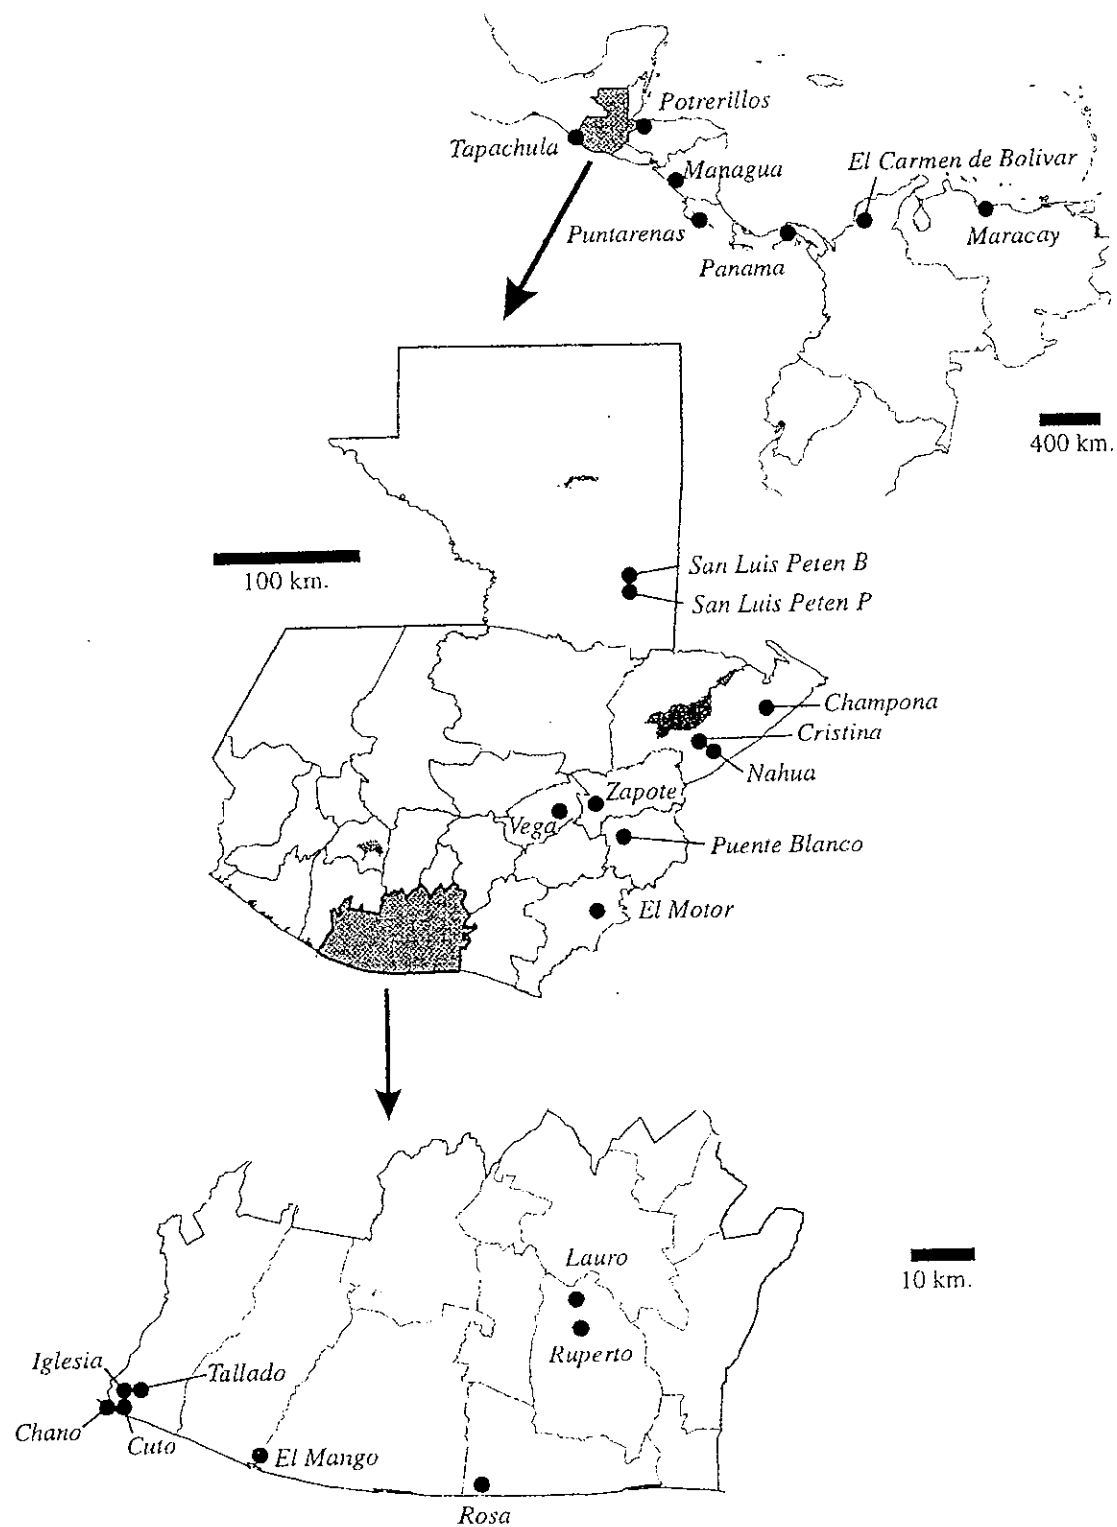 Potrerillos
Tapachula
El Carmen de Bolivar
Managua
Puntarenas
Maracay
Panama
400 km.
San Luis Peten B
100 km.
San Luis Peten P
Champona
Cristina
Nahua
Zapote
Vega
Puente Blanco
El Motor
Lauro
10 km.
Ruperto
Iglesia
Tallado
Chano
Cuto
El Mango
Rosa